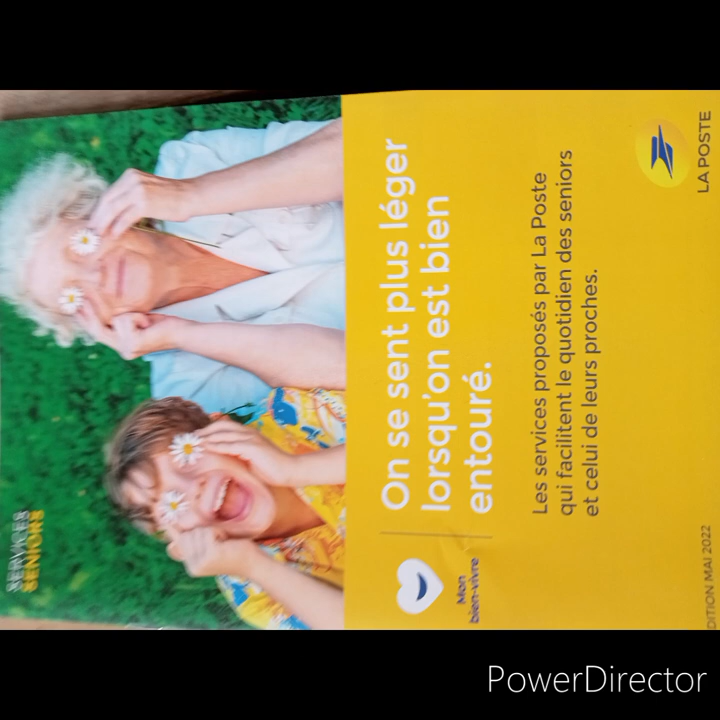 SERVICES
SENIORS
On se sent plus léger
lorsqu'on est bien
entouré.
Mon
bien-vivre
Les services proposés par La Poste
qui facilitent le quotidien des seniors
et celui de leurs proches.
DITION MAI 2022
LA POSTE
PowerDirector